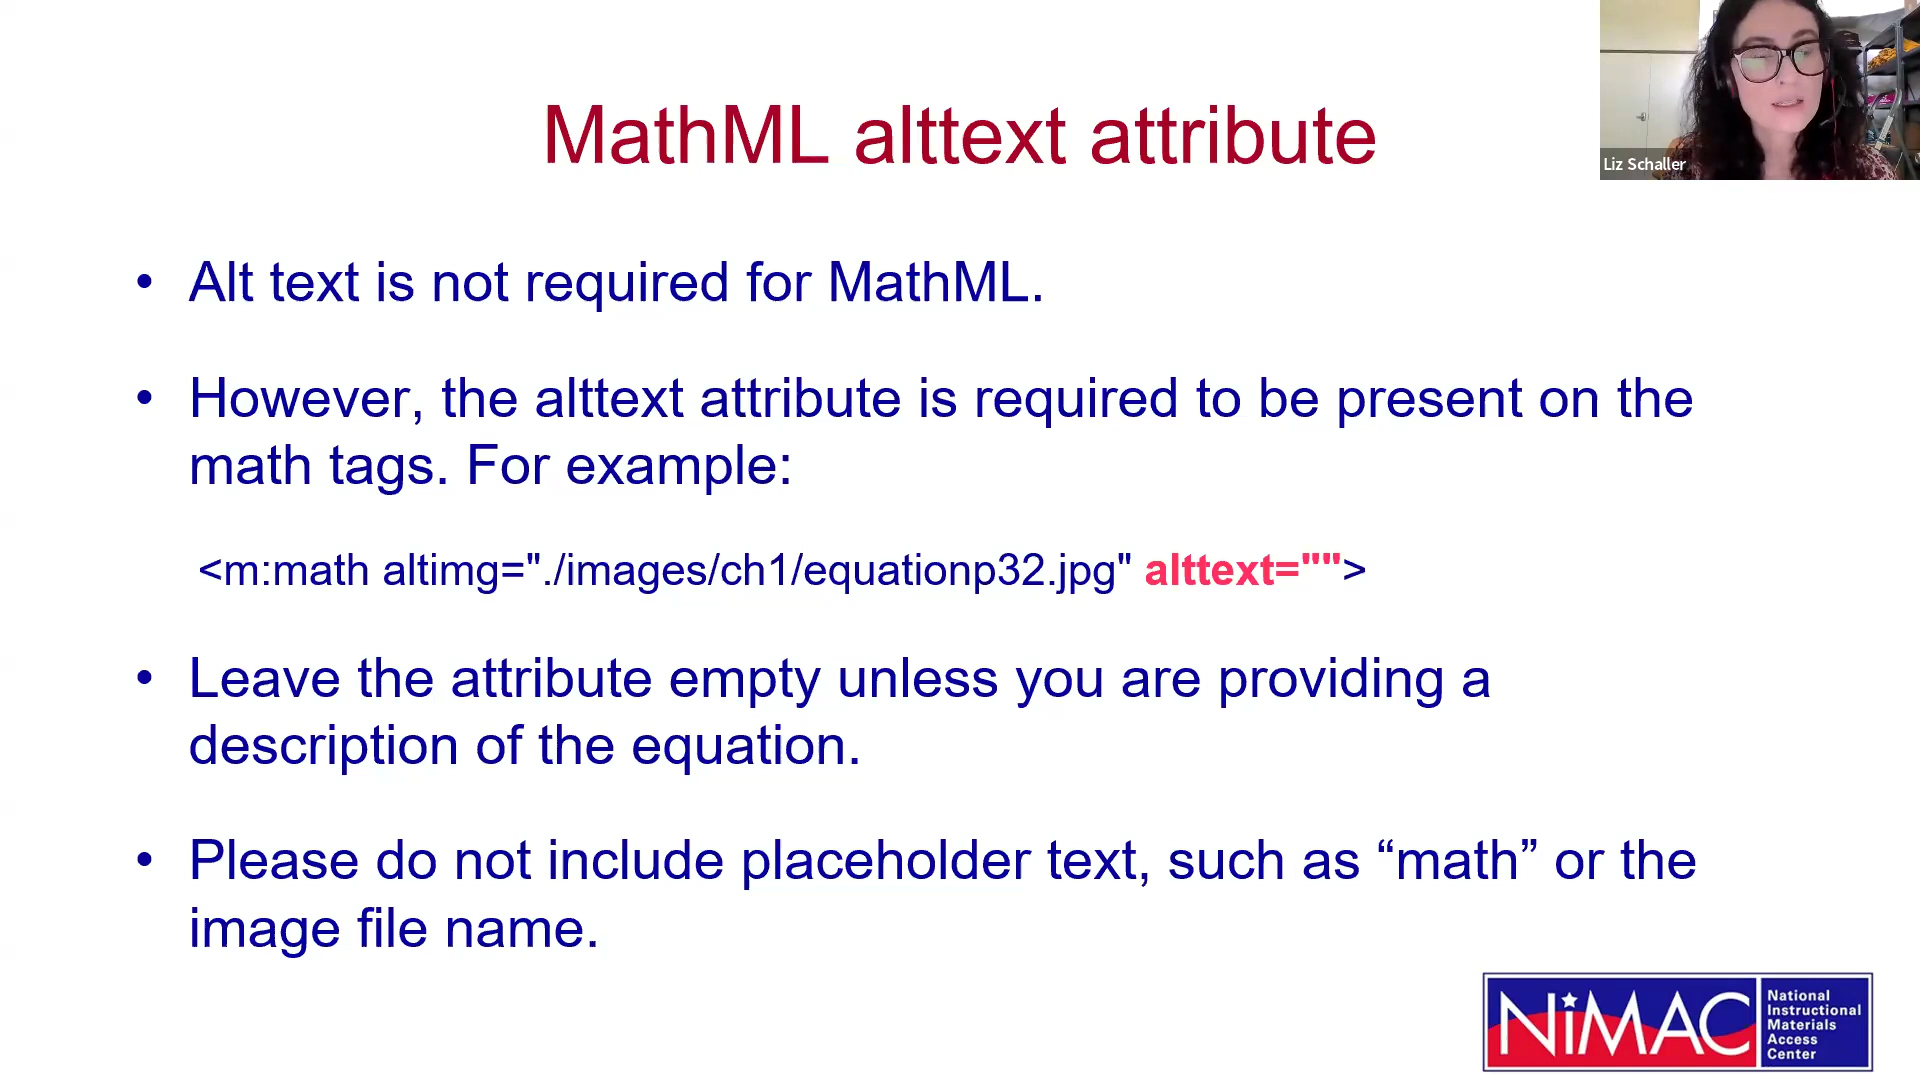 MathML alttext attribute
Liz Schaller
• Alt text is not required for MathML.
• However, the alttext attribute is required to be present on the
math tags. For example:
<m:math altimg="./images/ch1/equationp32.jpg" alttext="">
• Leave the attribute empty unless you are providing a
description of the equation.
• Please do not include placeholder text, such as “math” or the
image file name.
NiMAC
National
Instructional
Materials
Access
Center